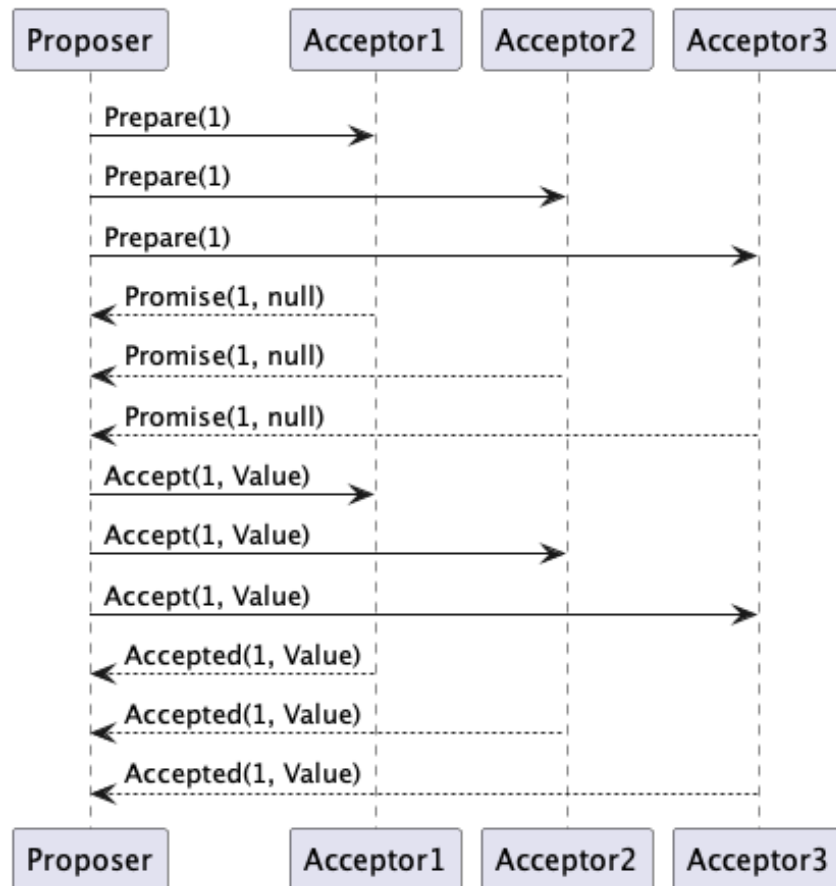 Proposer Acceptor1 Acceptor2 Acceptor3
Prepare(1)
Prepare(1)
Prepare(1)
Promise(1, null)
Promise(1, null)
Promise(1, null)
Accept(1, Value)
Accept(1, Value)
Accept(1, Value)
Accepted(1, Value)
Accepted(1, Value)
Accepted(1, Value)
Proposer Acceptor1 Acceptor2 Acceptor3